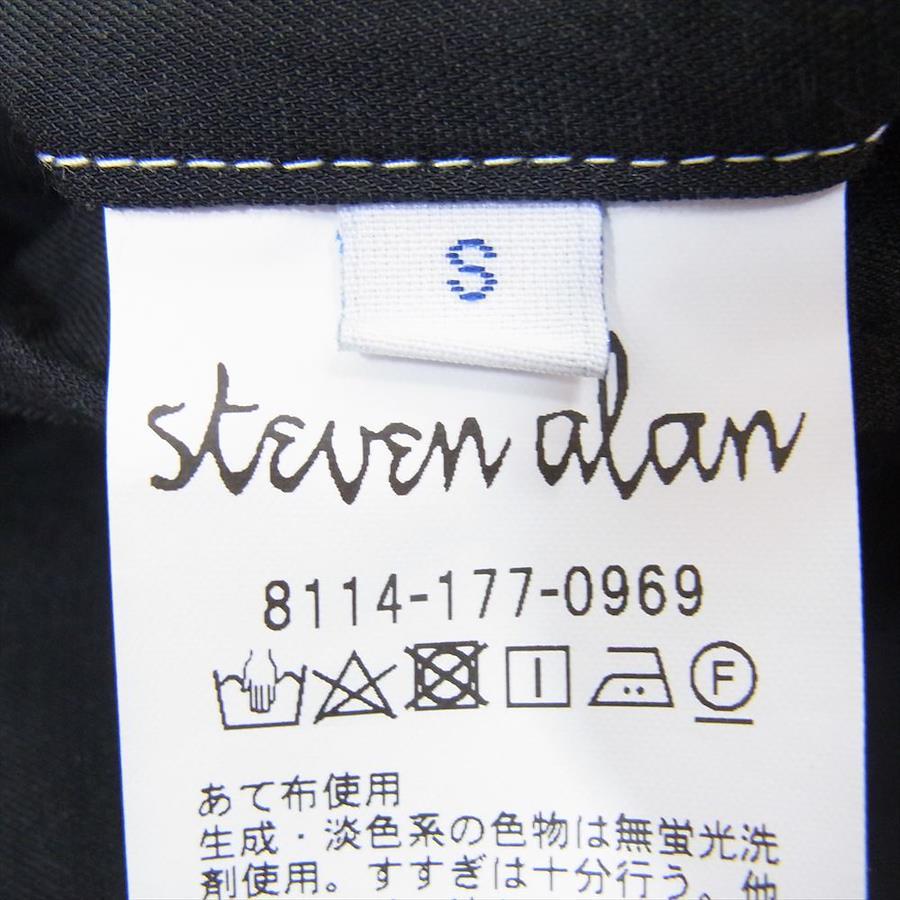 S
steven alan
8114-177-0969
F
あて布使用
生成・淡色系の色物は無蛍光洗
剤使用。すすぎは十分行う。他